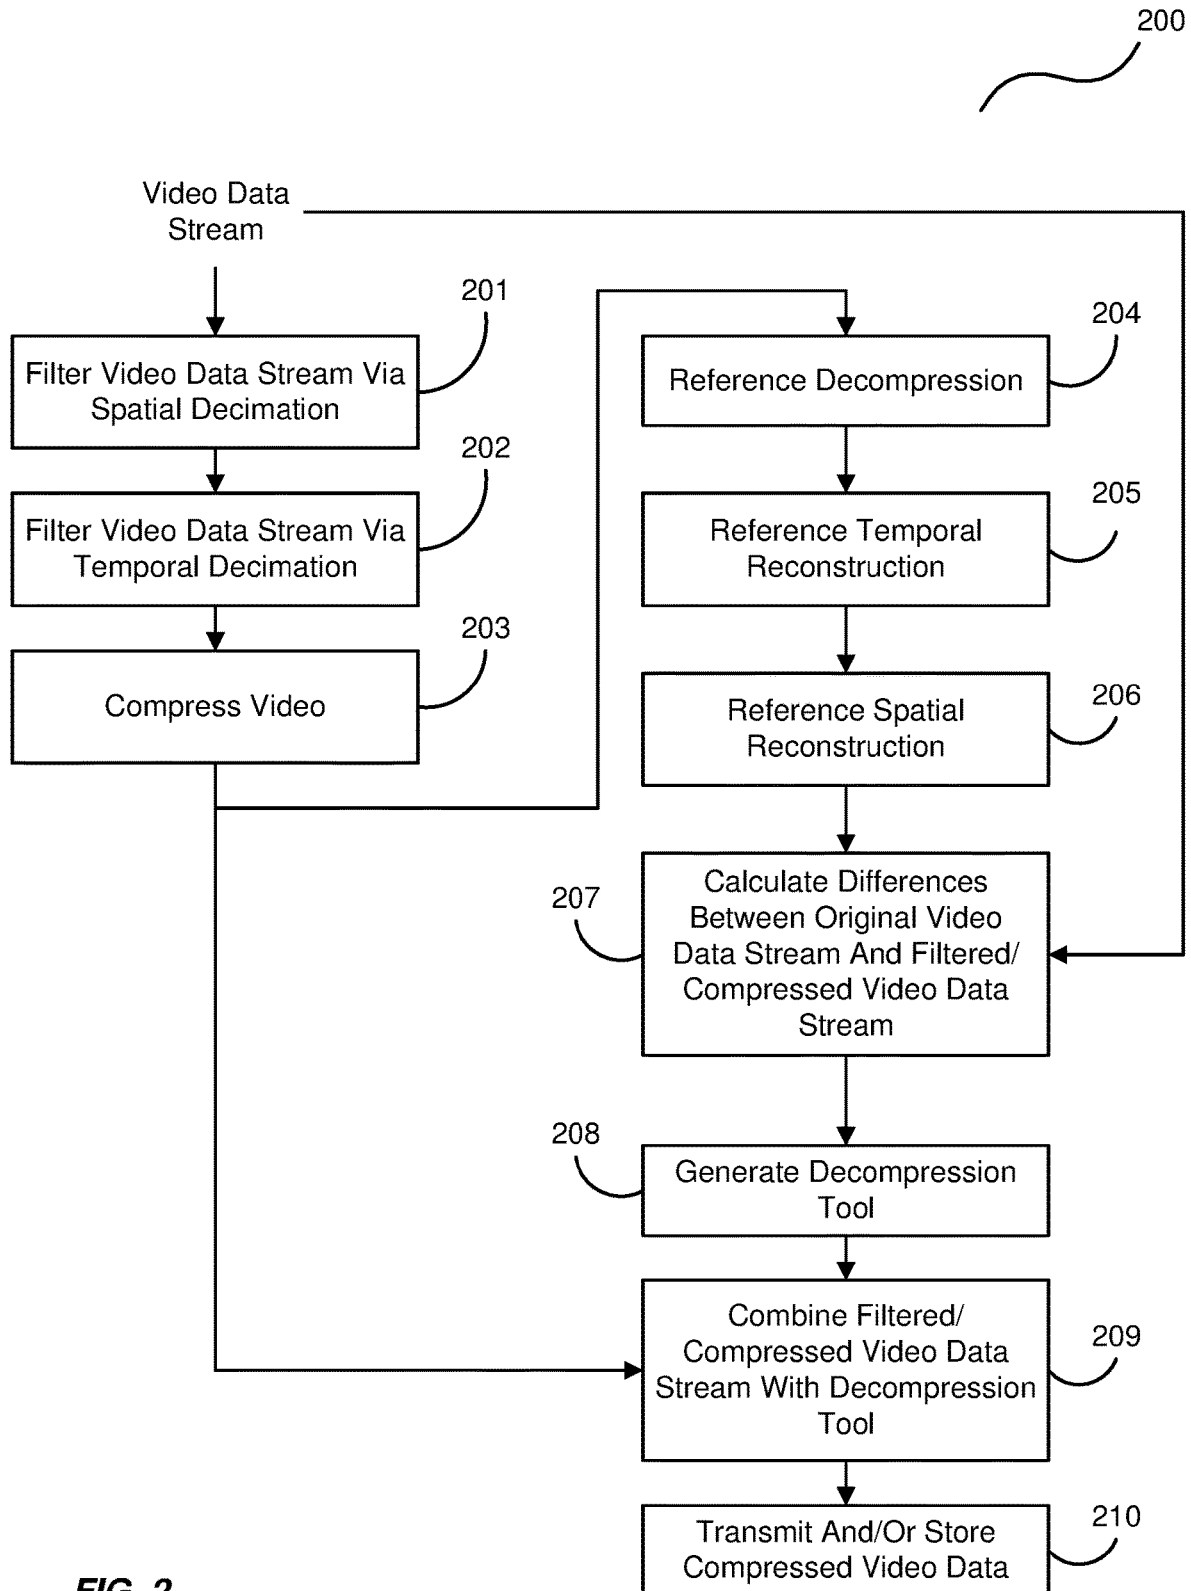 200
Video Data
Stream
201
Filter Video Data Stream Via
Spatial Decimation
202
Filter Video Data Stream Via
Temporal Decimation
203
Compress Video
204
Reference Decompression
205
Reference Temporal
Reconstruction
206
Reference Spatial
Reconstruction
207
Calculate Differences
Between Original Video
Data Stream And Filtered/
Compressed Video Data
Stream
208
Generate Decompression
Tool
209
Combine Filtered/
Compressed Video Data
Stream With Decompression
Tool
210
Transmit And/Or Store
Compressed Video Data
FIG. 2